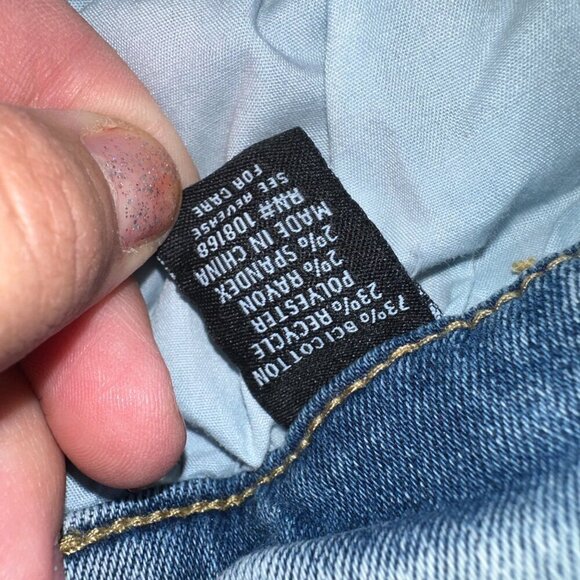 73% BCI COTTON
23% RECYCLE
POLYESTER
2% RAYON
2% SPANDEX
MADE IN CHINA
RN# 108168
SEE REVERSE
FOR CARE